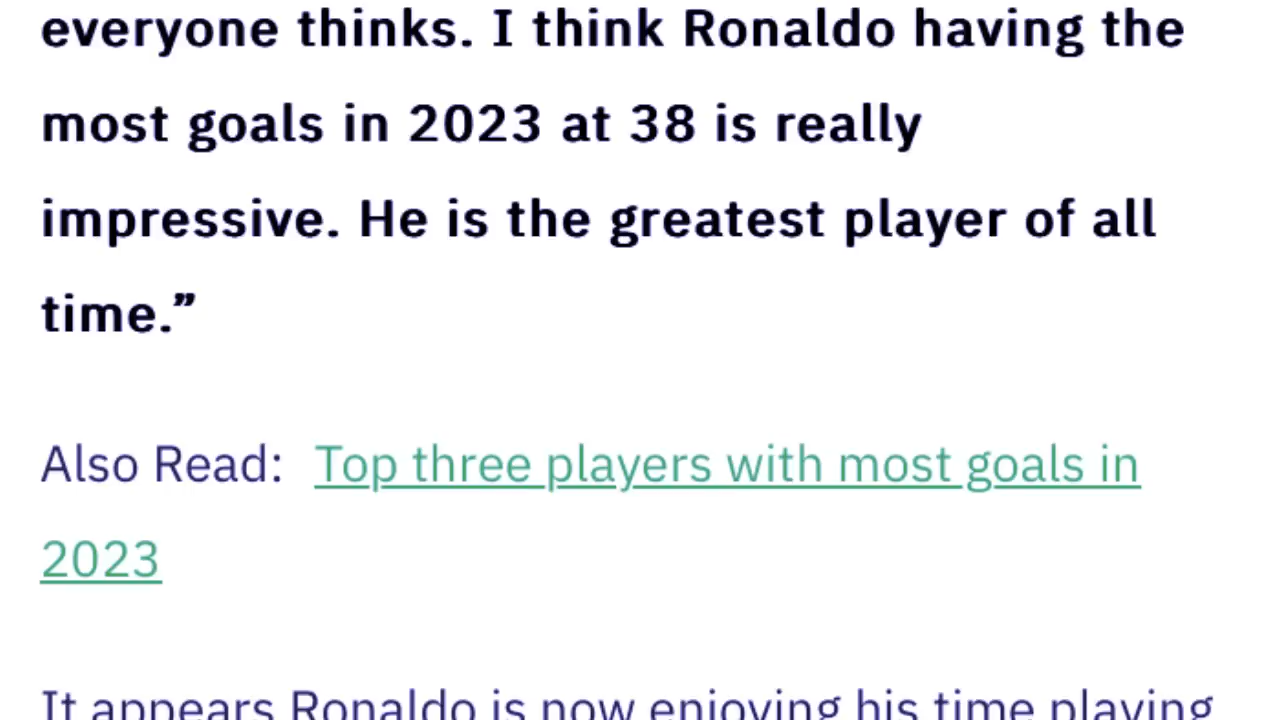 everyone thinks. I think Ronaldo having the
most goals in 2023 at 38 is really
impressive. He is the greatest player of all
time.”
Also Read: Top three players with most goals in
2023
It appears Ronaldo is now enjoying his time playing